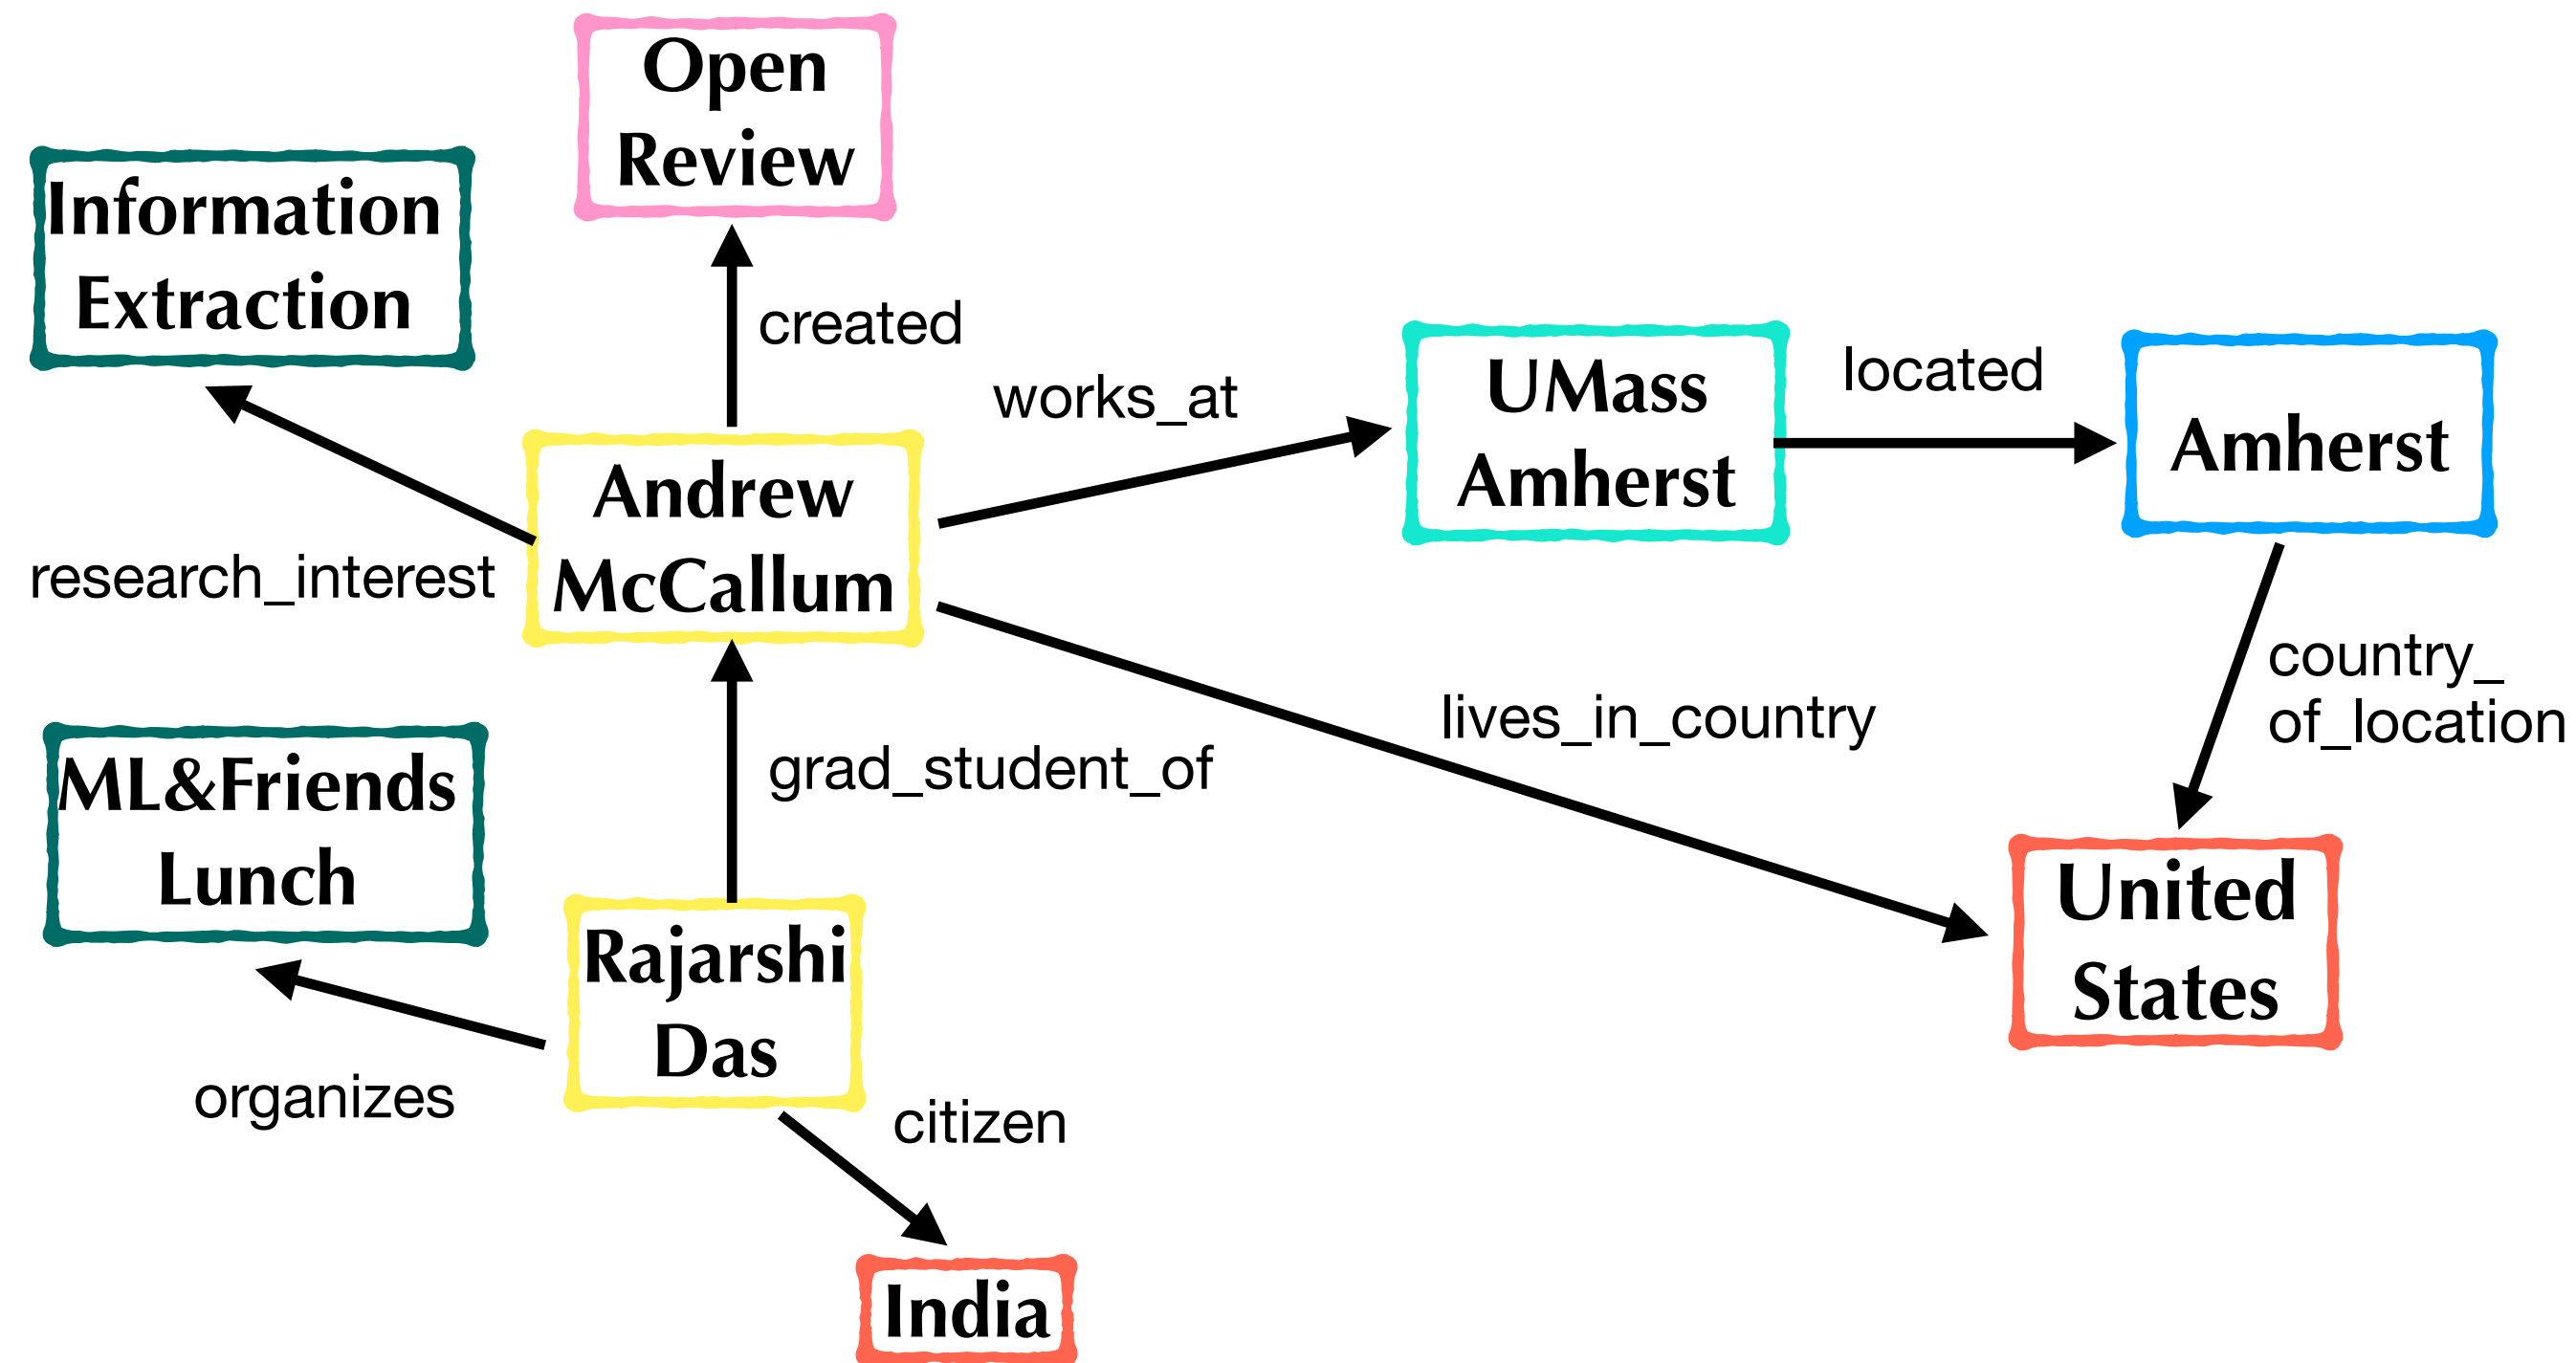 Open
Review
Information
Extraction
created
works_at
UMass
Amherst
located
Amherst
Andrew
McCallum
research_interest
country_
of_location
lives_in_country
grad_student_of
ML&Friends
Lunch
United
States
Rajarshi
Das
organizes
citizen
India